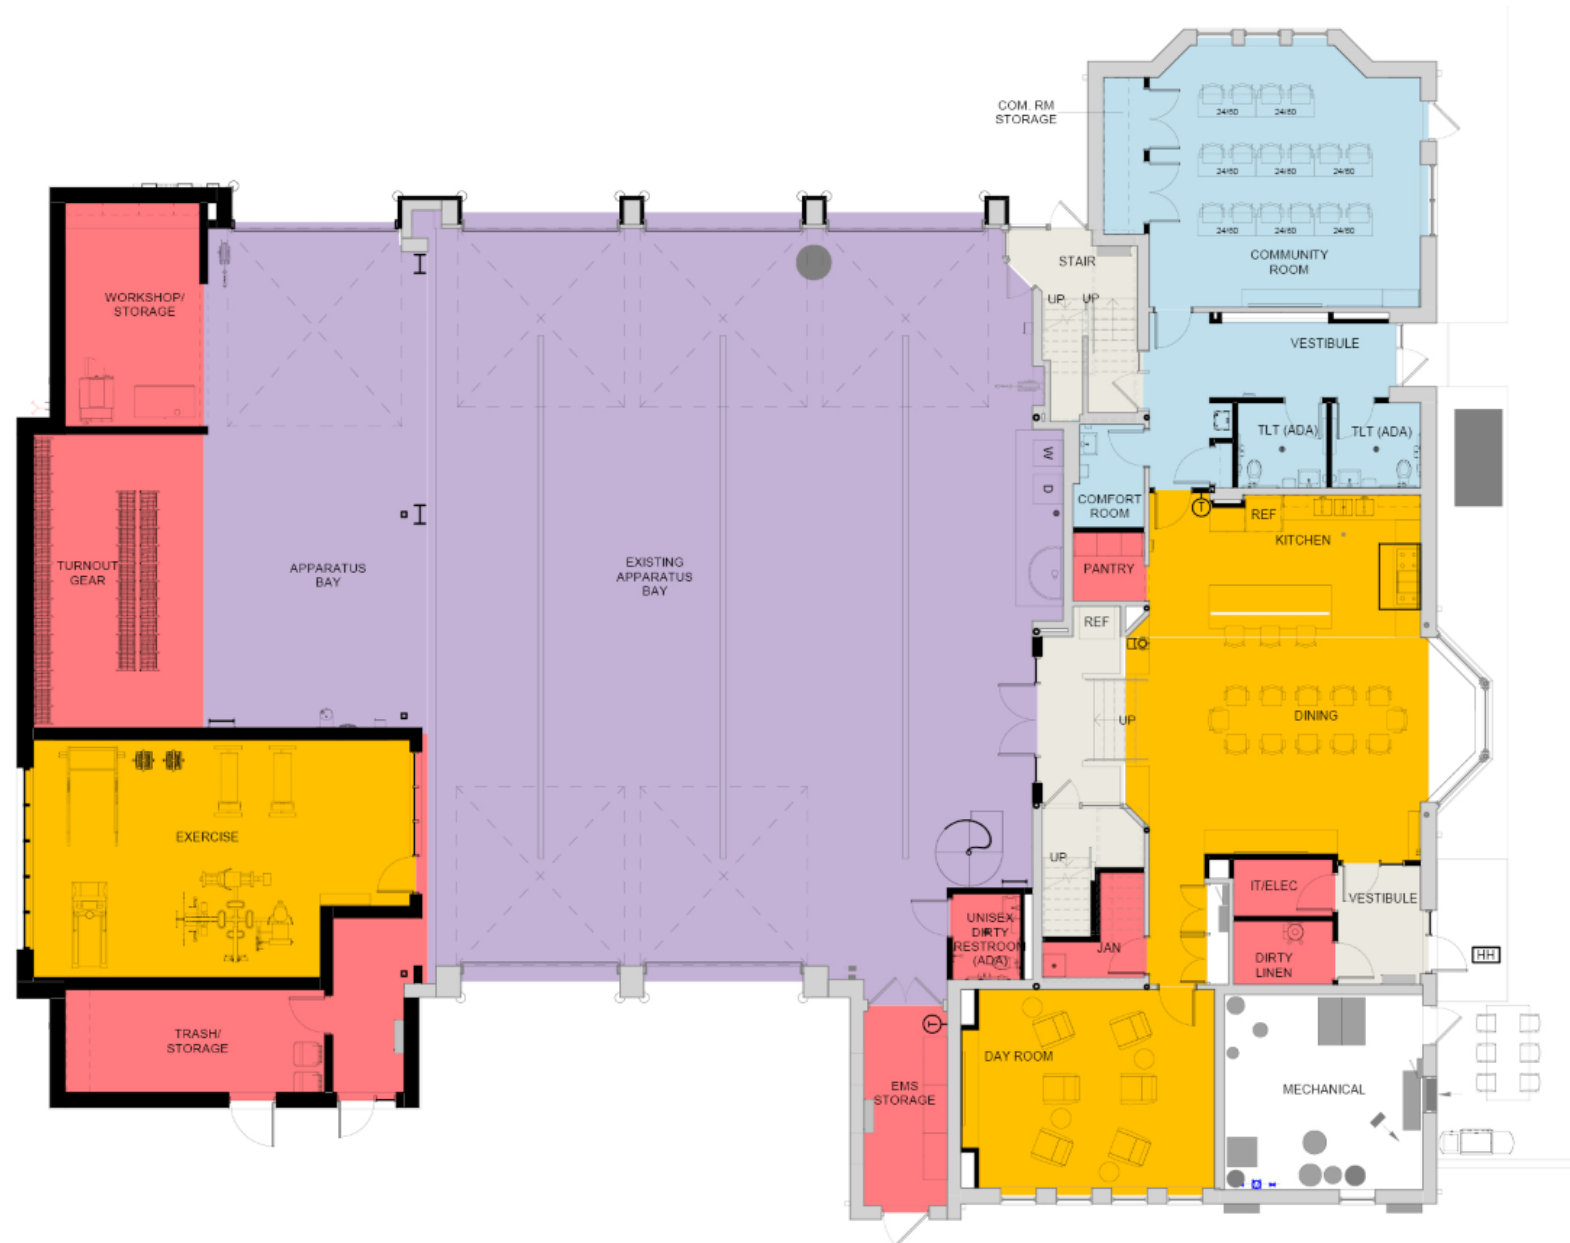 COM. RM
STORAGE
24/60
24/60
24/60
24/60
24/60
24/60
24/60
24/60
COMMUNITY
ROOM
STAIR
UP
UP
WORKSHOP/
STORAGE
VESTIBULE
TLT (ADA)
TLT (ADA)
W
D
COMFORT
ROOM
T
REF
KITCHEN
TURNOUT
GEAR
APPARATUS
BAY
EXISTING
APPARATUS
BAY
PANTRY
REF
UP
DINING
EXERCISE
UP
IT/ELEC
VESTIBULE
UNISEX
DIRTY
RESTROOM
(ADA)
JAN
DIRTY
LINEN
HH
TRASH/
STORAGE
T
DAY ROOM
EMS
STORAGE
MECHANICAL